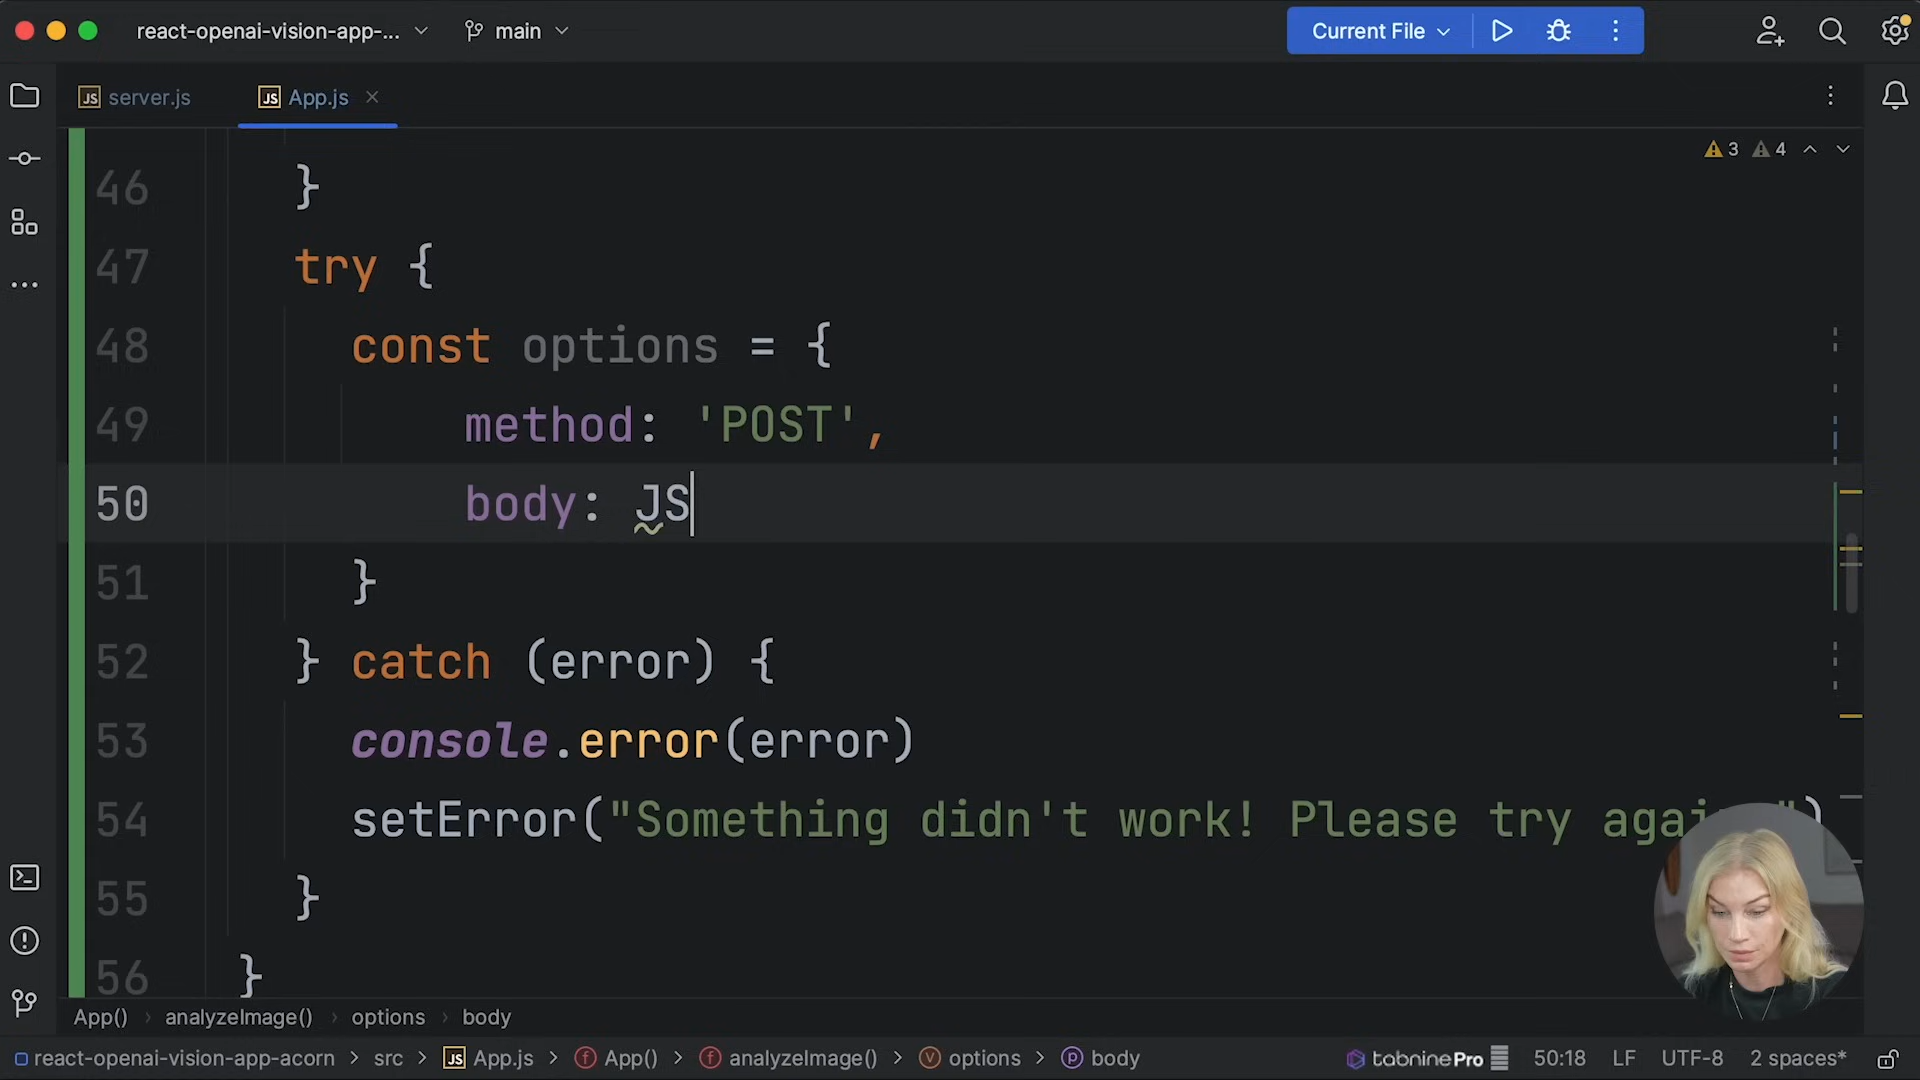 react-openai-vision-app-...
main
Current File
server.js
App.js
3
4
46 }
47 try {
48 const options = {
49 method: 'POST',
50 body: JS
51 }
52 } catch (error) {
53 console.error(error)
54 setError("Something didn't work! Please try again
55 }
56 }
App() › analyzeImage() › options › body
react-openai-vision-app-acorn > src > JS App.js > f App() > f analyzeImage() > v options > p body
tabninePro
50:18
LF
UTF-8
2 spaces*